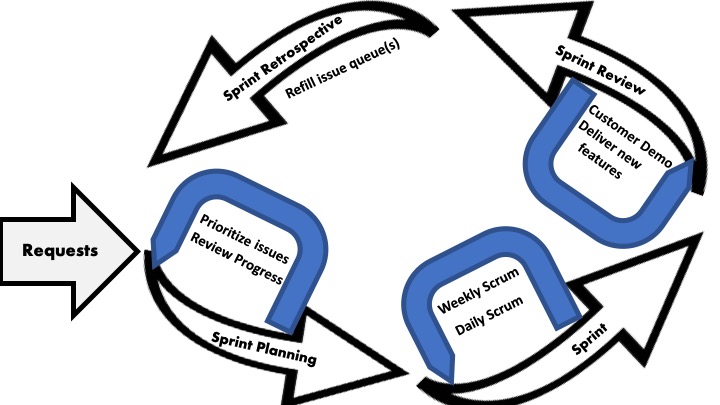 Sprint Retrospective
Refill issue queue(s)
Sprint Review
Customer Demo
Deliver new
features
Requests
Prioritize issues
Review Progress
Sprint Planning
Weekly Scrum
Daily Scrum
Sprint